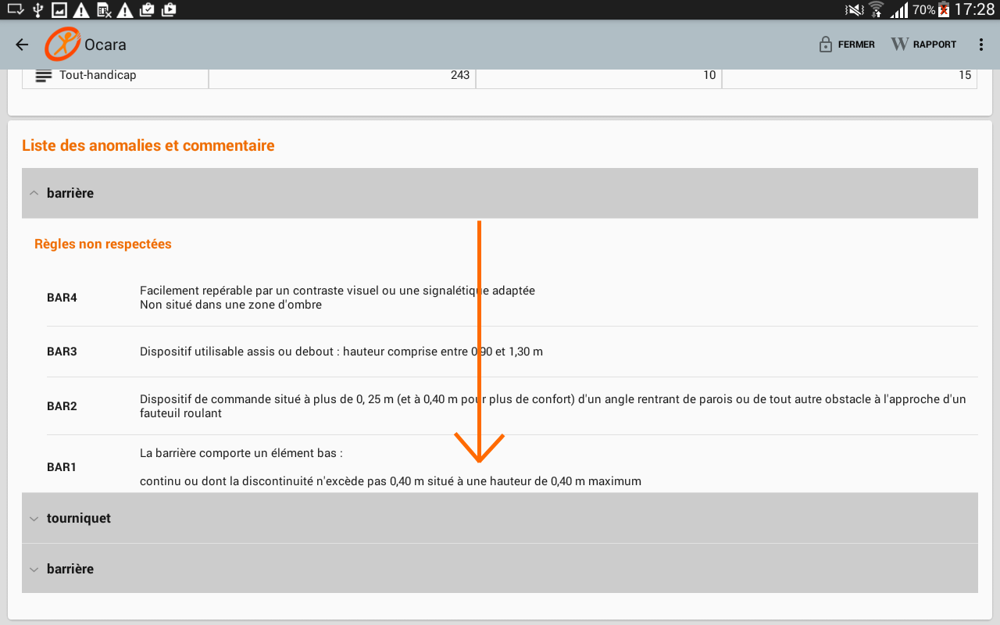 70% 17:28
Ocara FERMER W RAPPORT
Tout-handicap 243 10 15
Liste des anomalies et commentaire
barrière
Règles non respectées
BAR4 Facilement repérable par un contraste visuel ou une signalétique adaptée
Non situé dans une zone d'ombre
BAR3 Dispositif utilisable assis ou debout : hauteur comprise entre 0,90 et 1,30 m
BAR2 Dispositif de commande situé à plus de 0, 25 m (et à 0,40 m pour plus de confort) d'un angle rentrant de parois ou de tout autre obstacle à l'approche d'un
fauteuil roulant
BAR1 La barrière comporte un élément bas :
continu ou dont la discontinuité n'excède pas 0,40 m situé à une hauteur de 0,40 m maximum
tourniquet
barrière